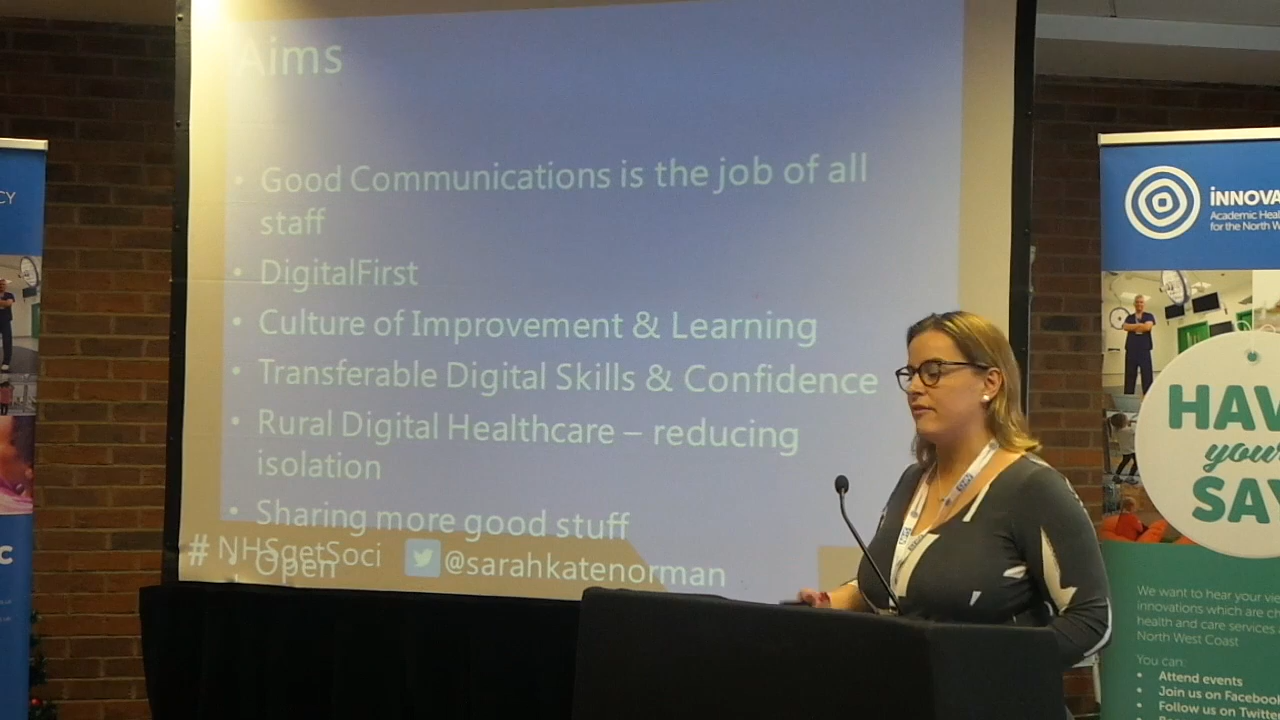 Aims
• Good Communications is the job of all
staff
• DigitalFirst
• Culture of Improvement & Learning
• Transferable Digital Skills & Confidence
• Rural Digital Healthcare – reducing
isolation
• Sharing more good stuff
• Open
# NHSgetSoci
@sarahkatenorman
CY
C
INNOVA
Academic Heal
for the North W
HAV
your
SAY
We want to hear your vie
innovations which are ch
health and care services
North West Coast
You can:
• Attend events
• Join us on Facebook
• Follow us on Twitte